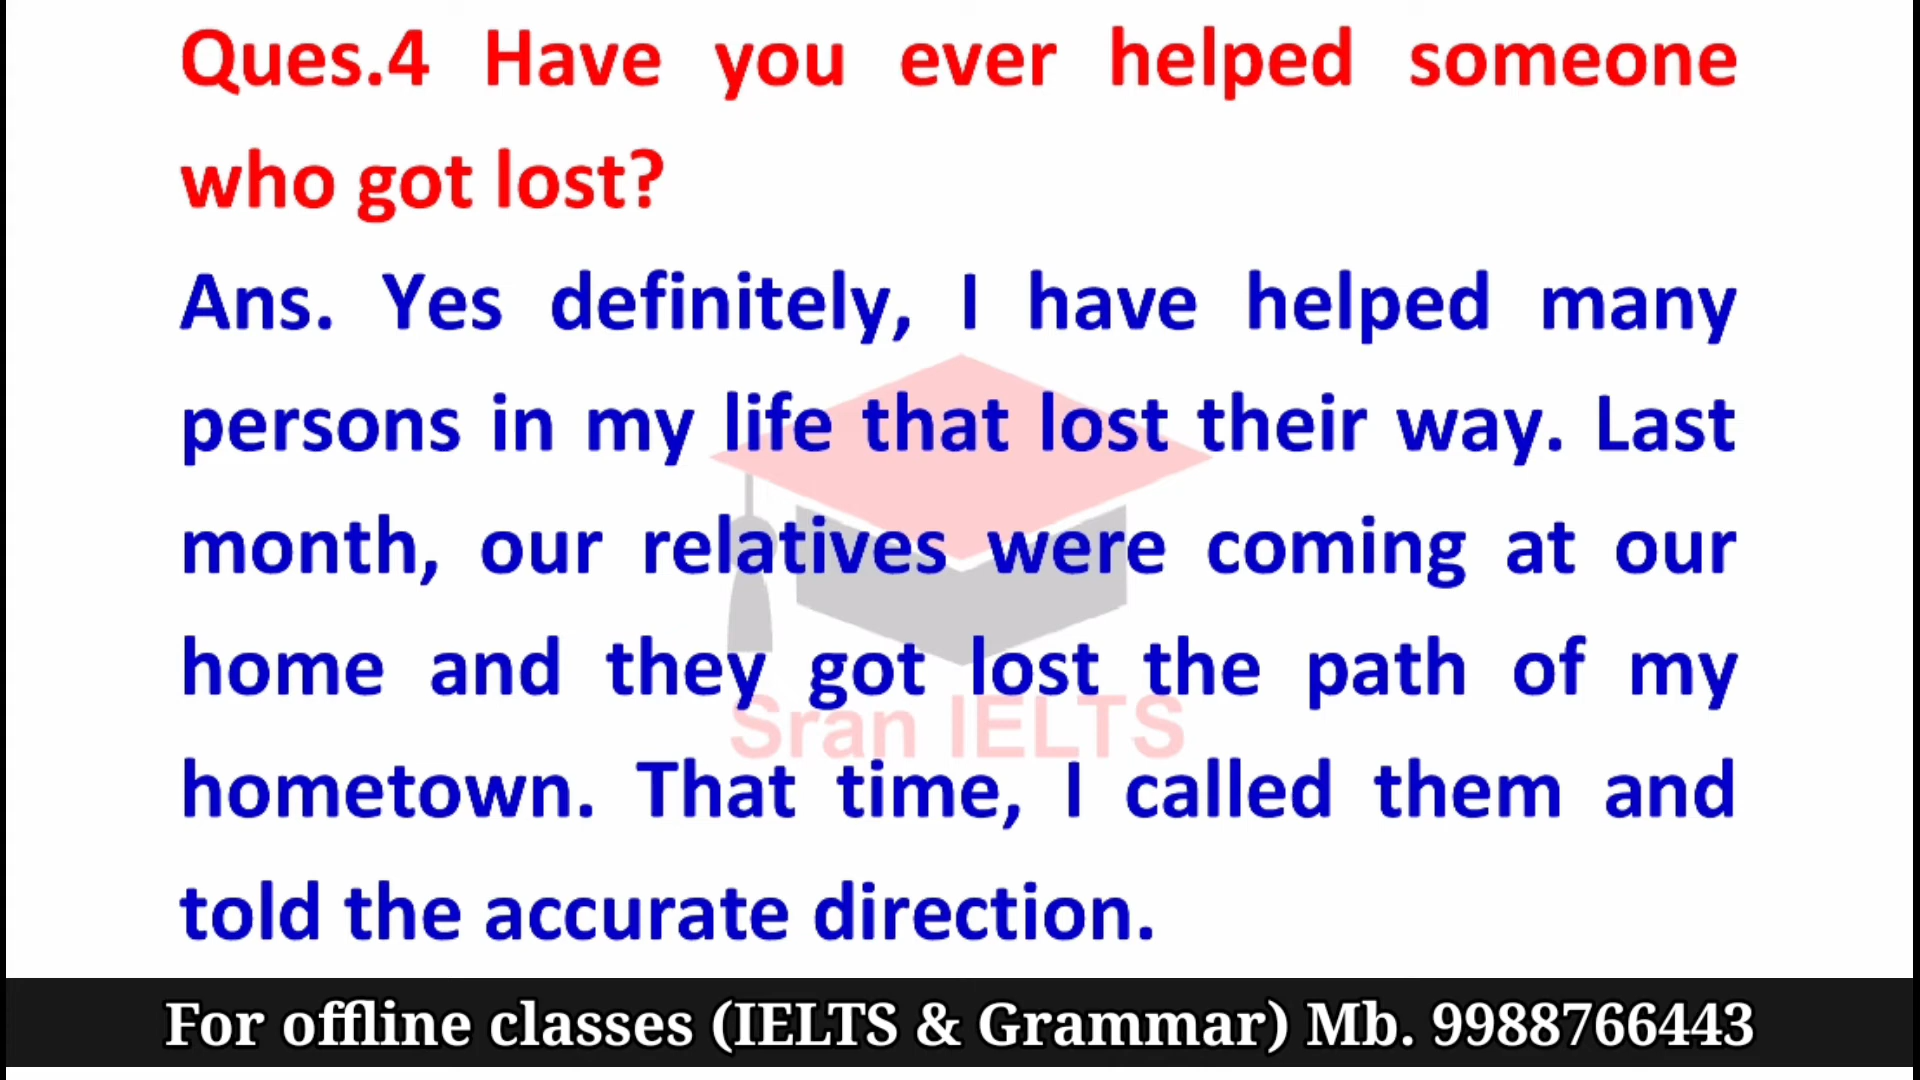 Ques.4 Have you ever helped someone
who got lost?
Ans. Yes definitely, I have helped many
persons in my life that lost their way. Last
month, our relatives were coming at our
home and they got lost the path of my
Sran IELTS
hometown. That time, I called them and
told the accurate direction.
For offline classes (IELTS & Grammar) Mb. 9988766443